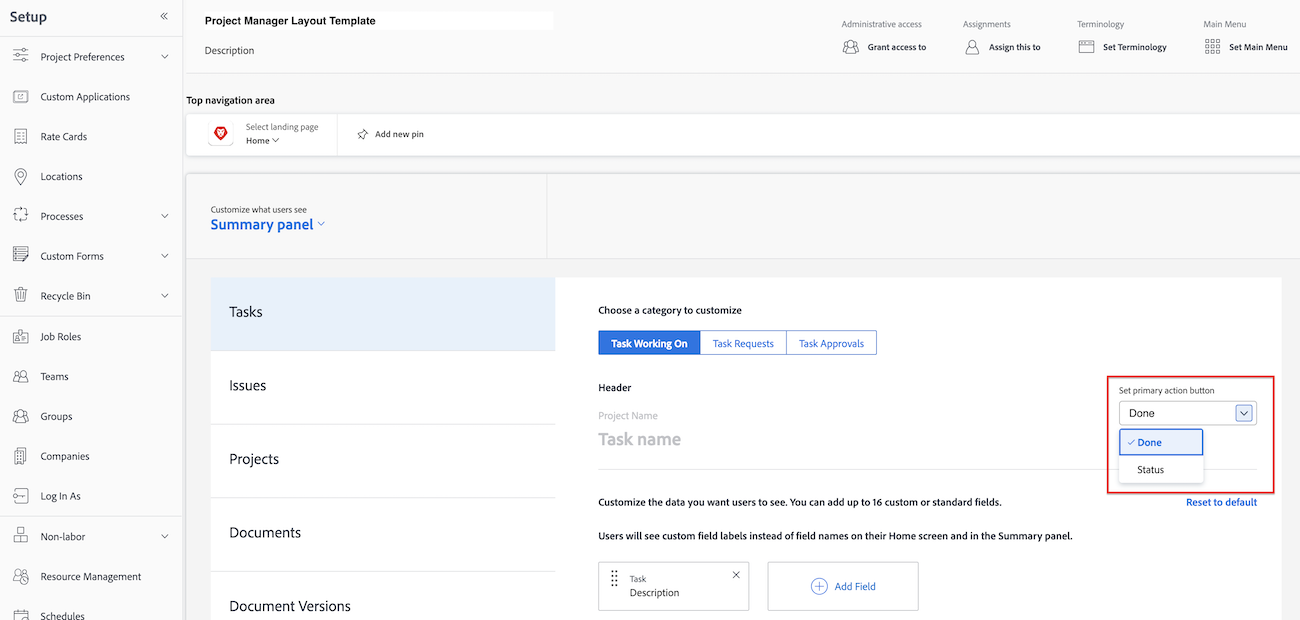 Setup
Project Preferences
Custom Applications
Rate Cards
Locations
Processes
Custom Forms
Recycle Bin
Job Roles
Teams
Groups
Companies
Log In As
Non-labor
Resource Management
Schedules
Project Manager Layout Template
Description
Administrative access
Grant access to
Assignments
Assign this to
Terminology
Set Terminology
Main Menu
Set Main Menu
Top navigation area
Select landing page
Home
Add new pin
Customize what users see
Summary panel
Tasks
Issues
Projects
Documents
Document Versions
Choose a category to customize
Task Working On
Task Requests
Task Approvals
Header
Project Name
Task name
Set primary action button
Done
Done
Status
Customize the data you want users to see. You can add up to 16 custom or standard fields.
Reset to default
Users will see custom field labels instead of field names on their Home screen and in the Summary panel.
Task
Description
Add Field